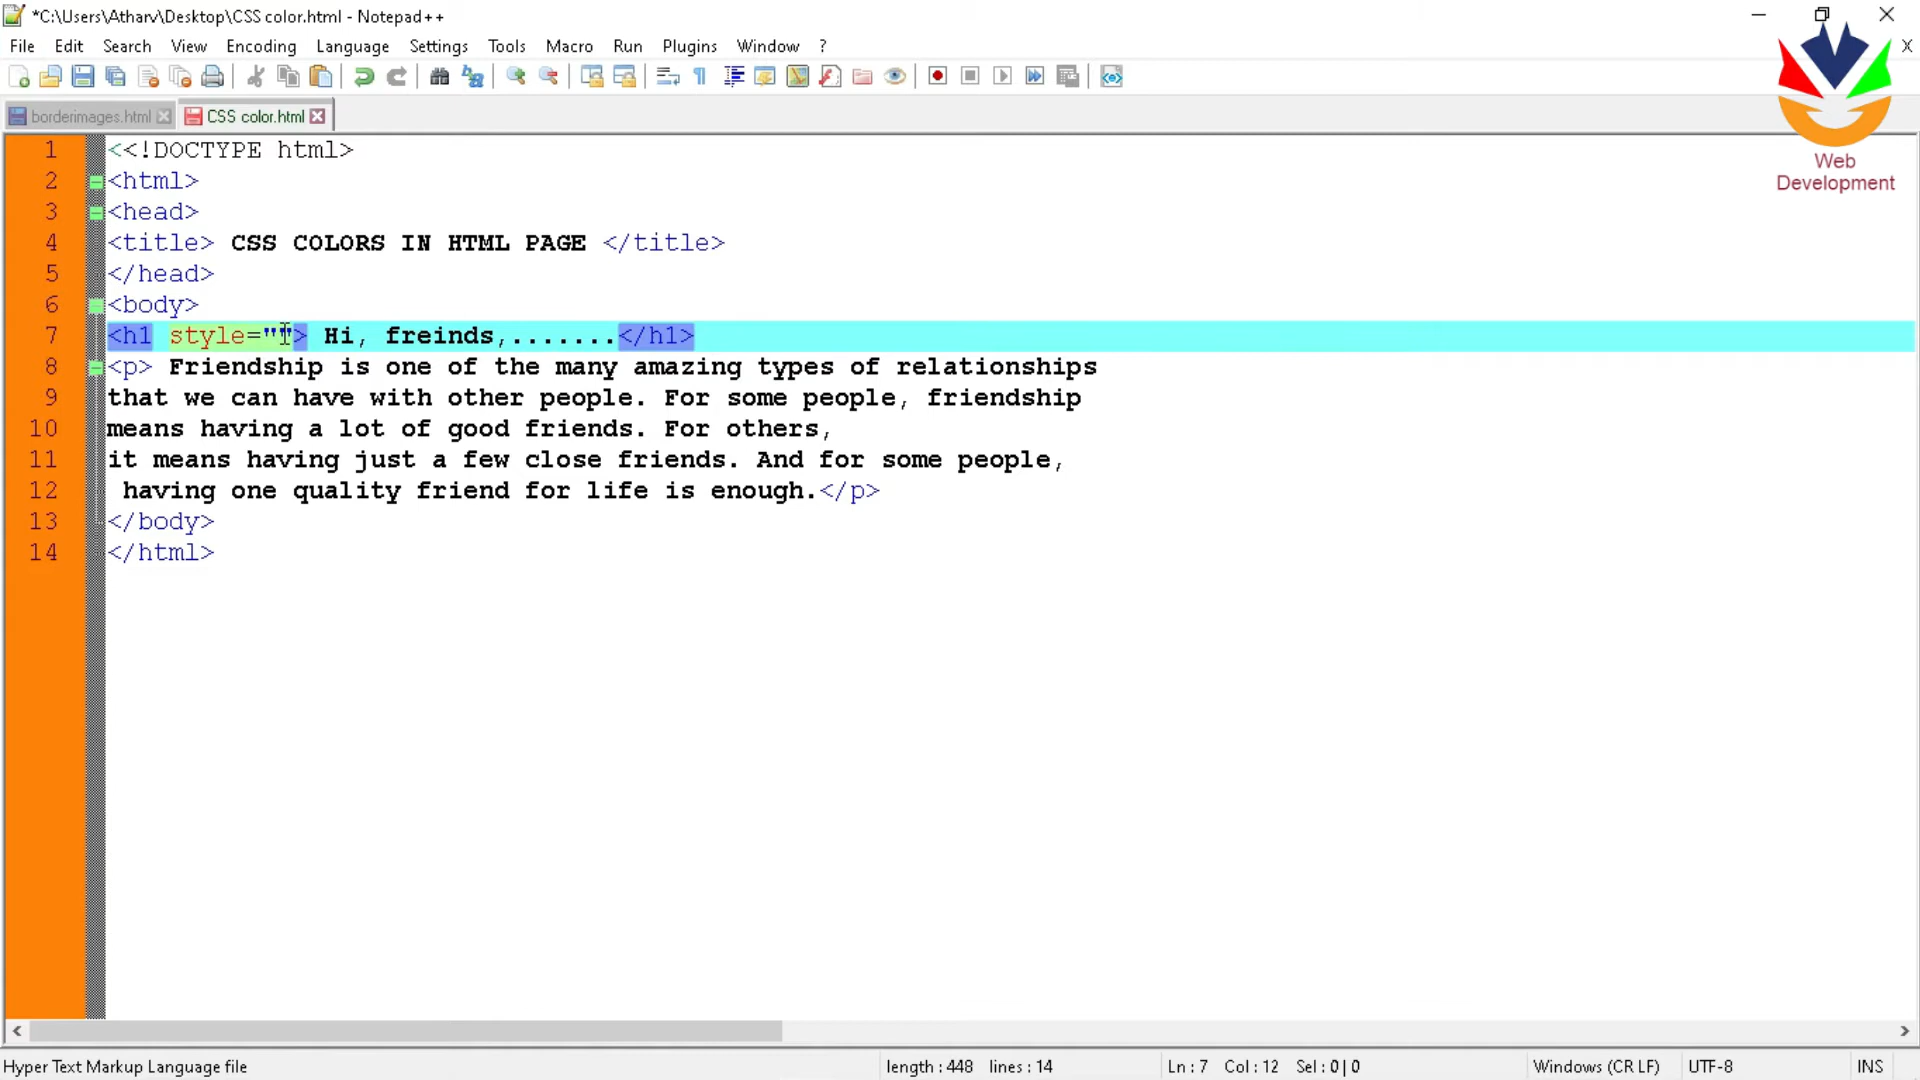 *C:\Users\Atharv\Desktop\CSS color.html - Notepad++
File Edit Search View Encoding Language Settings Tools Macro Run Plugins Window ? X
borderimages.html CSS color.html
Web
Development
1 <<!DOCTYPE html>
2 <html>
3 <head>
4 <title> CSS COLORS IN HTML PAGE </title>
5 </head>
6 <body>
7 <h1 style=""> Hi, freinds,.......</h1>
8 <p> Friendship is one of the many amazing types of relationships
9 that we can have with other people. For some people, friendship
10 means having a lot of good friends. For others,
11 it means having just a few close friends. And for some people,
12 having one quality friend for life is enough.</p>
13 </body>
14 </html>
Hyper Text Markup Language file length : 448 lines : 14 Ln : 7 Col : 12 Sel : 0 | 0 Windows (CR LF) UTF-8 INS